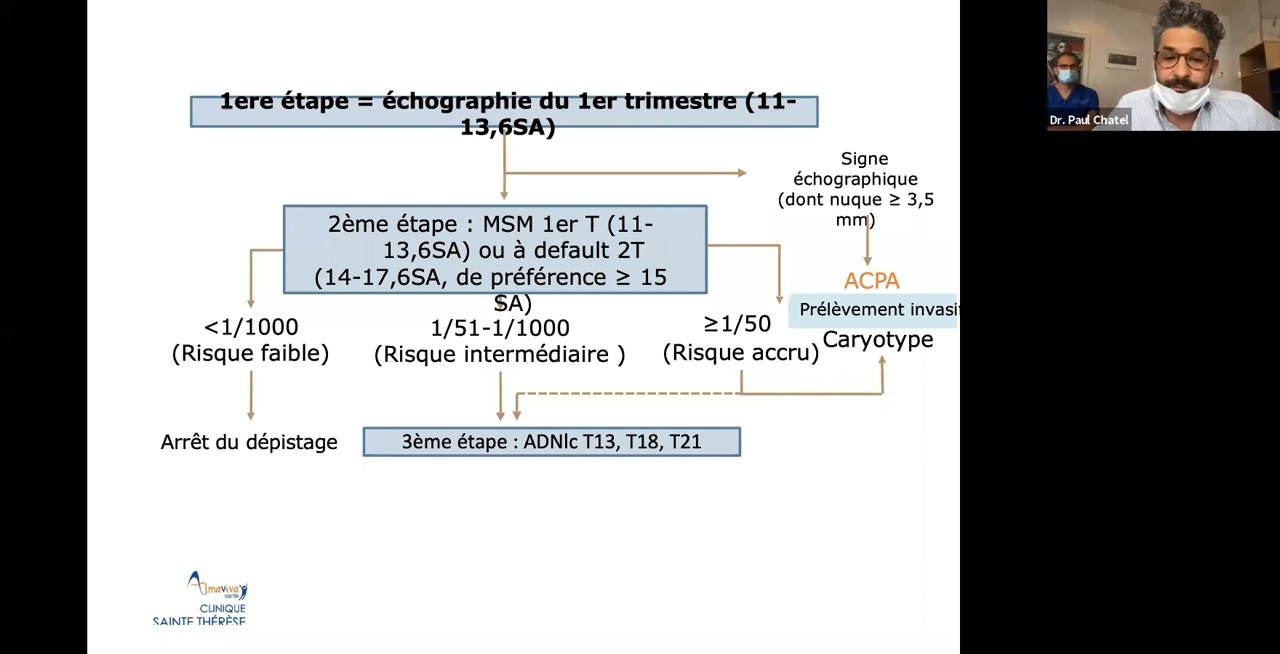 1ere étape = échographie du 1er trimestre (11-
13,6SA)
Signe
échographique
(dont nuque ≥ 3,5
mm)
2ème étape : MSM 1er T (11-
13,6SA) ou à default 2T
(14-17,6SA, de préférence ≥ 15
SA)
ACPA
Prélèvement invasi
Caryotype
<1/1000
(Risque faible)
1/51-1/1000
(Risque intermédiaire )
≥1/50
(Risque accru)
Arrêt du dépistage
3ème étape : ADNlc T13, T18, T21
Almaviva
santé
CLINIQUE
SAINTE THÉRÈSE
Dr. Paul Chatel